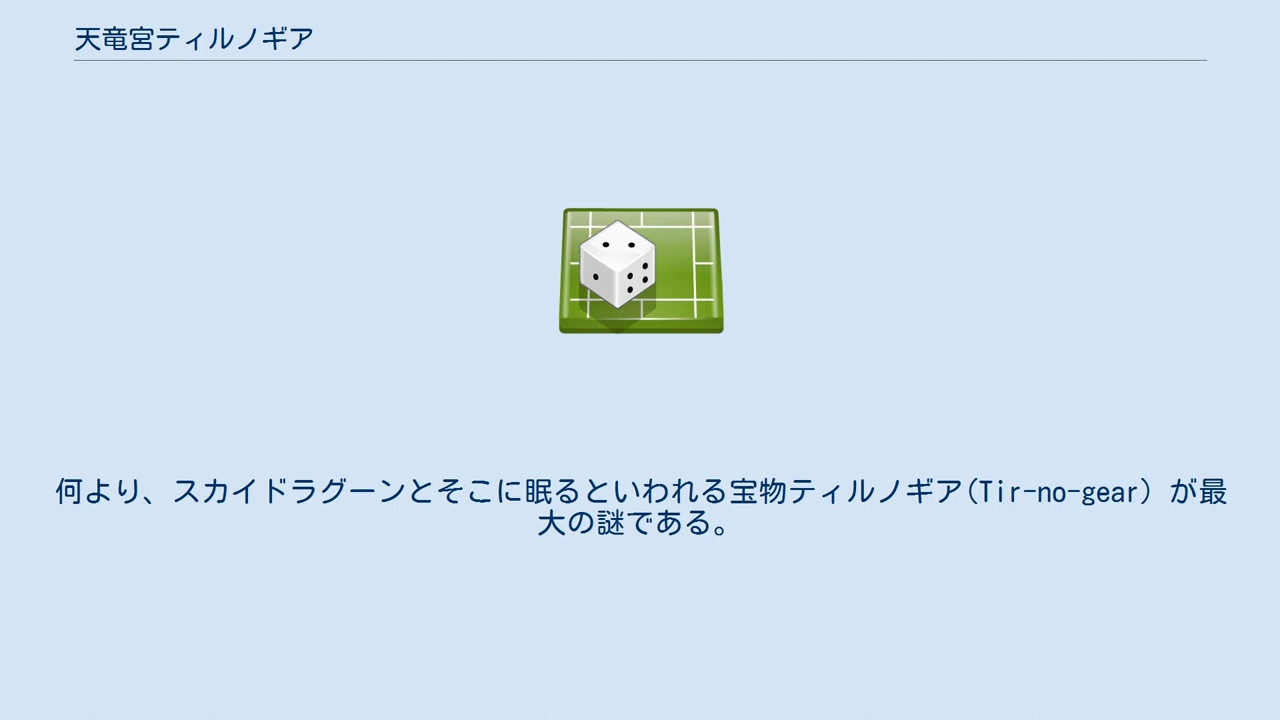 天竜宮ティルノギア
何より、スカイドラグーンとそこに眠るといわれる宝物ティルノギア(Tir-no-gear) が最
大の謎である。